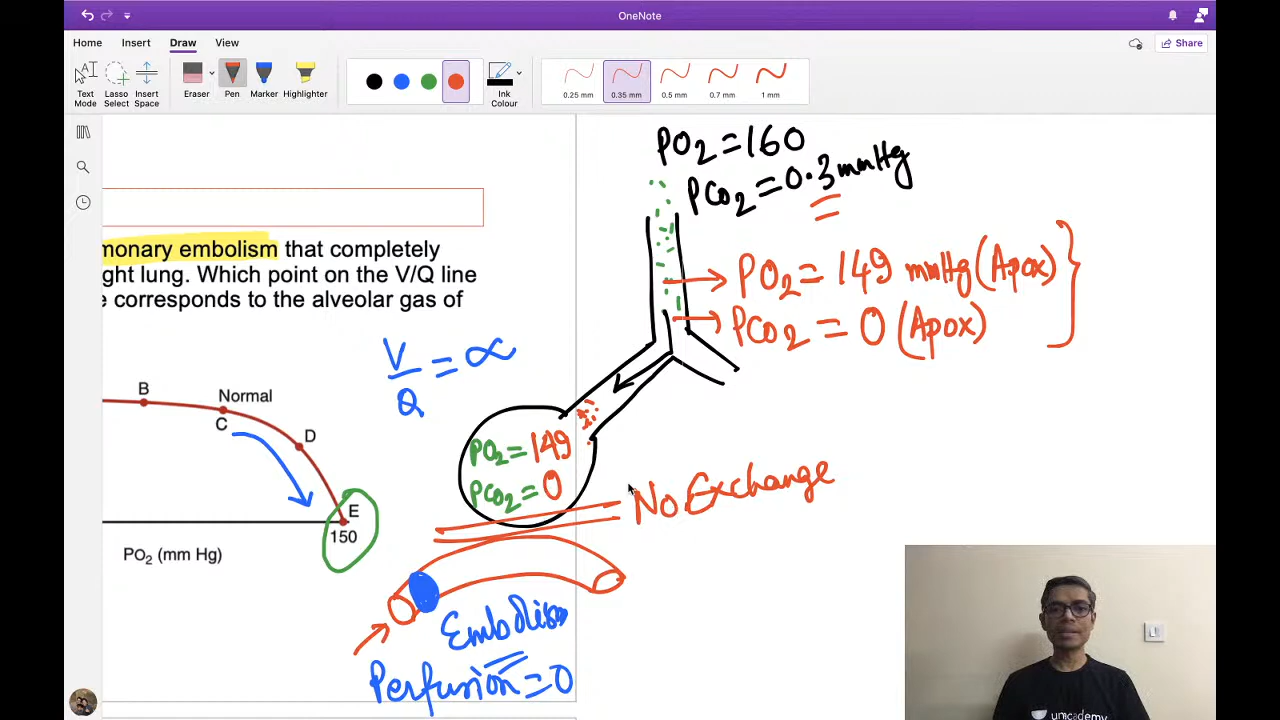 OneNote
Home Insert Draw View
Share
Text Mode
Lasso Select
Insert Space
Eraser
Pen
Marker
Highlighter
Ink Colour
0.25 mm
0.35 mm
0.5 mm
0.7 mm
1 mm
PO2 = 160
PCO2 = 0.3 mmHg
monary embolism that completely
ght lung. Which point on the V/Q line
e corresponds to the alveolar gas of
PO2 = 149 mmHg (Apox)
PCO2 = 0 (Apox)
V/Q = ∝
B
Normal
C
D
E
150
PO2 (mm Hg)
PO2 = 149
PCO2 = 0
No Exchange
Embolism
Perfusion = 0
unacademy